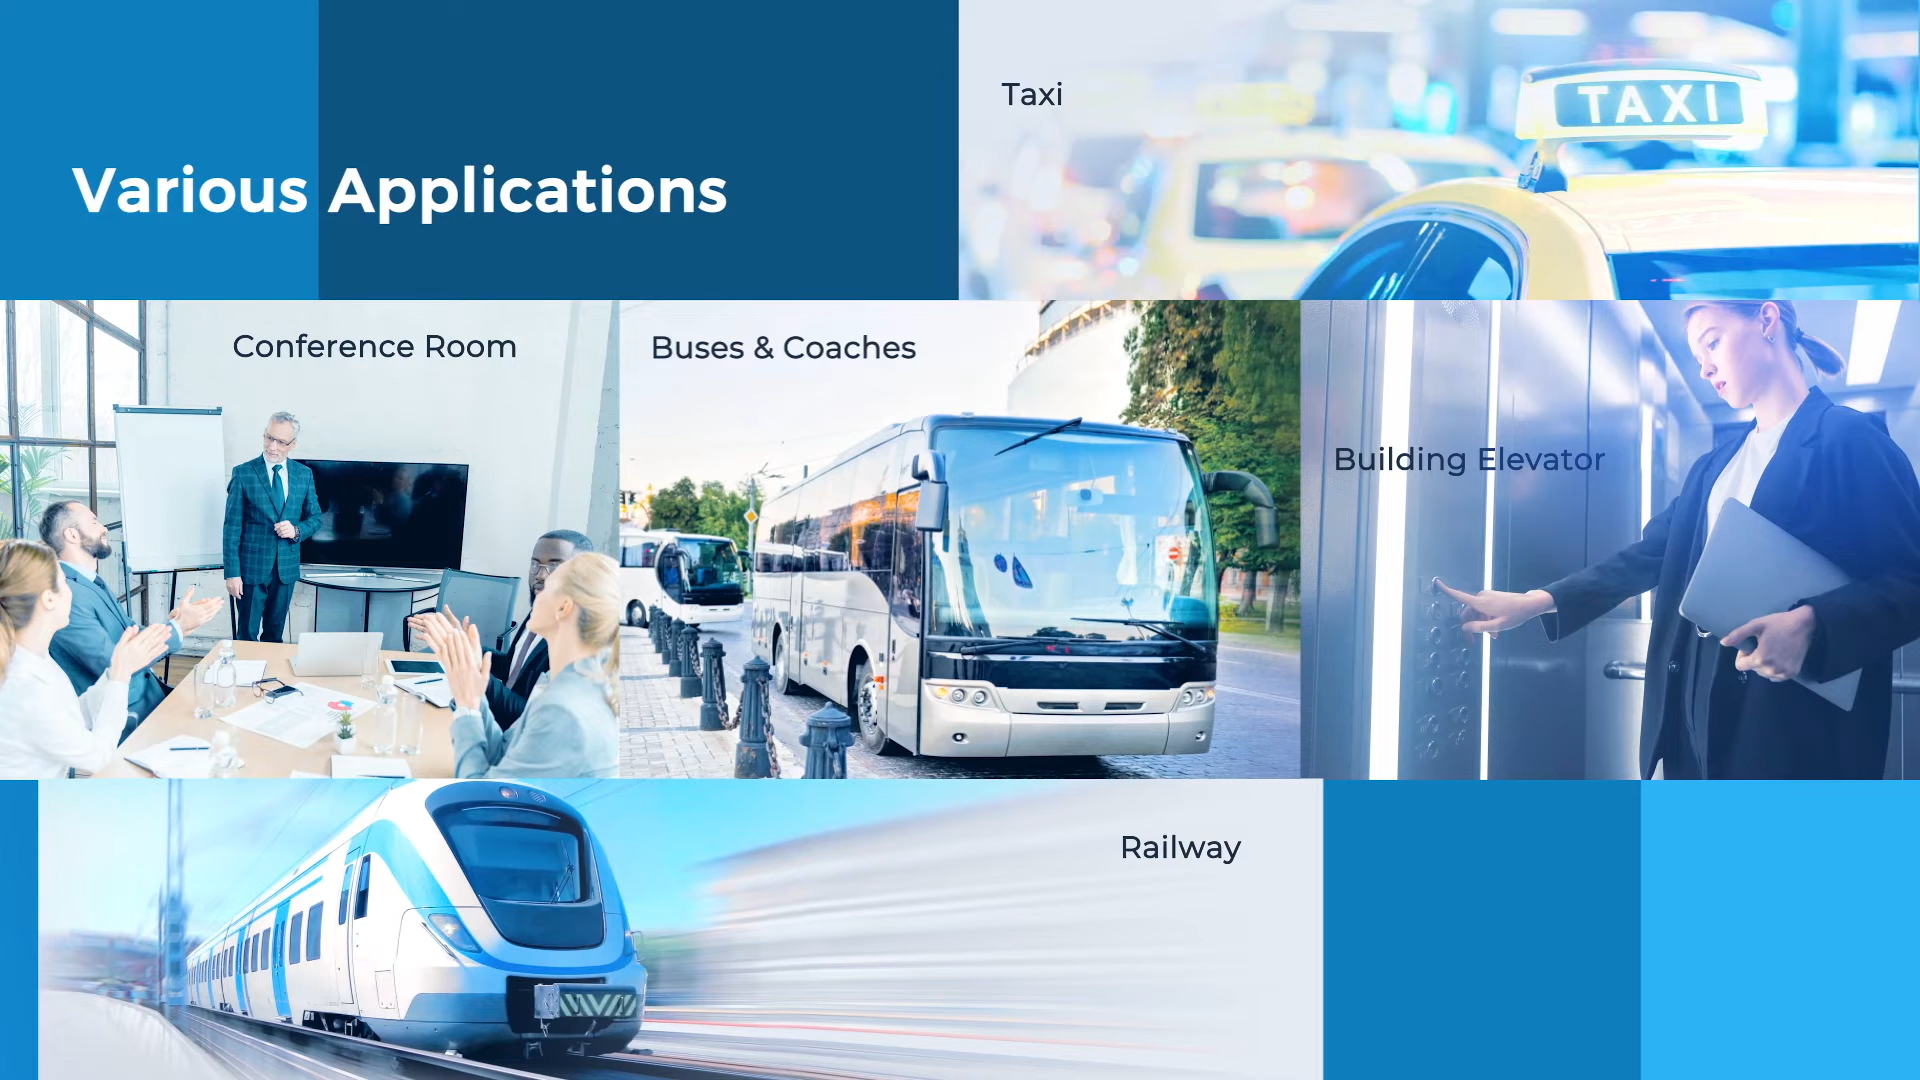 Various Applications
Taxi
TAXI
Conference Room
Buses & Coaches
Building Elevator
Railway